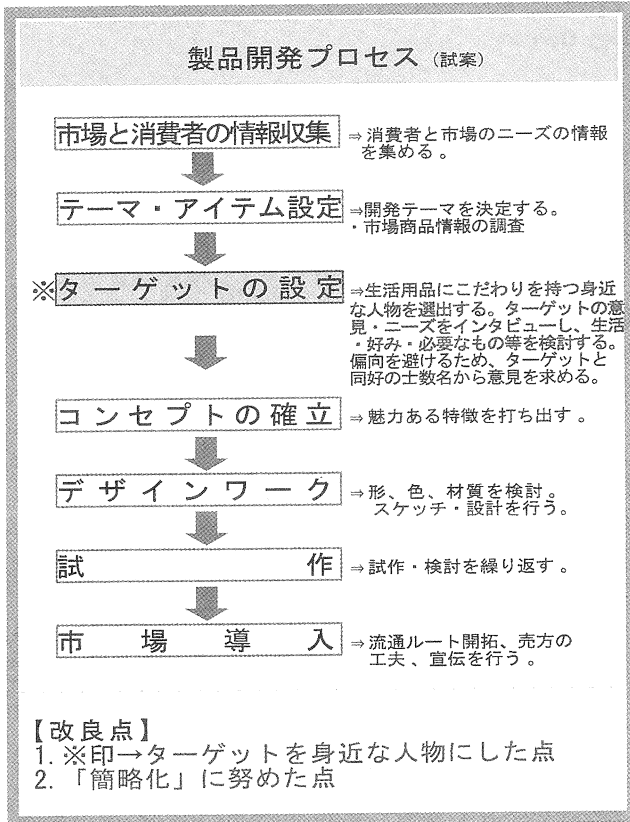 製品開発プロセス（試案）
市場と消費者の情報収集
⇒消費者と市場のニーズの情報
を集める。
テーマ・アイテム設定
⇒開発テーマを決定する。
・市場商品情報の調査
※ターゲットの設定
⇒生活用品にこだわりを持つ身近
な人物を選出する。ターゲットの意
見・ニーズをインタビューし、生活
・好み・必要なもの等を検討する。
偏向を避けるため、ターゲットと
同好の士数名から意見を求める。
コンセプトの確立
⇒魅力ある特徴を打ち出す。
デザインワーク
⇒形、色、材質を検討。
スケッチ・設計を行う。
試作
⇒試作・検討を繰り返す。
市場導入
⇒流通ルート開拓、売方の
工夫、宣伝を行う。
【改良点】
1. ※印→ターゲットを身近な人物にした点
2. 「簡略化」に努めた点